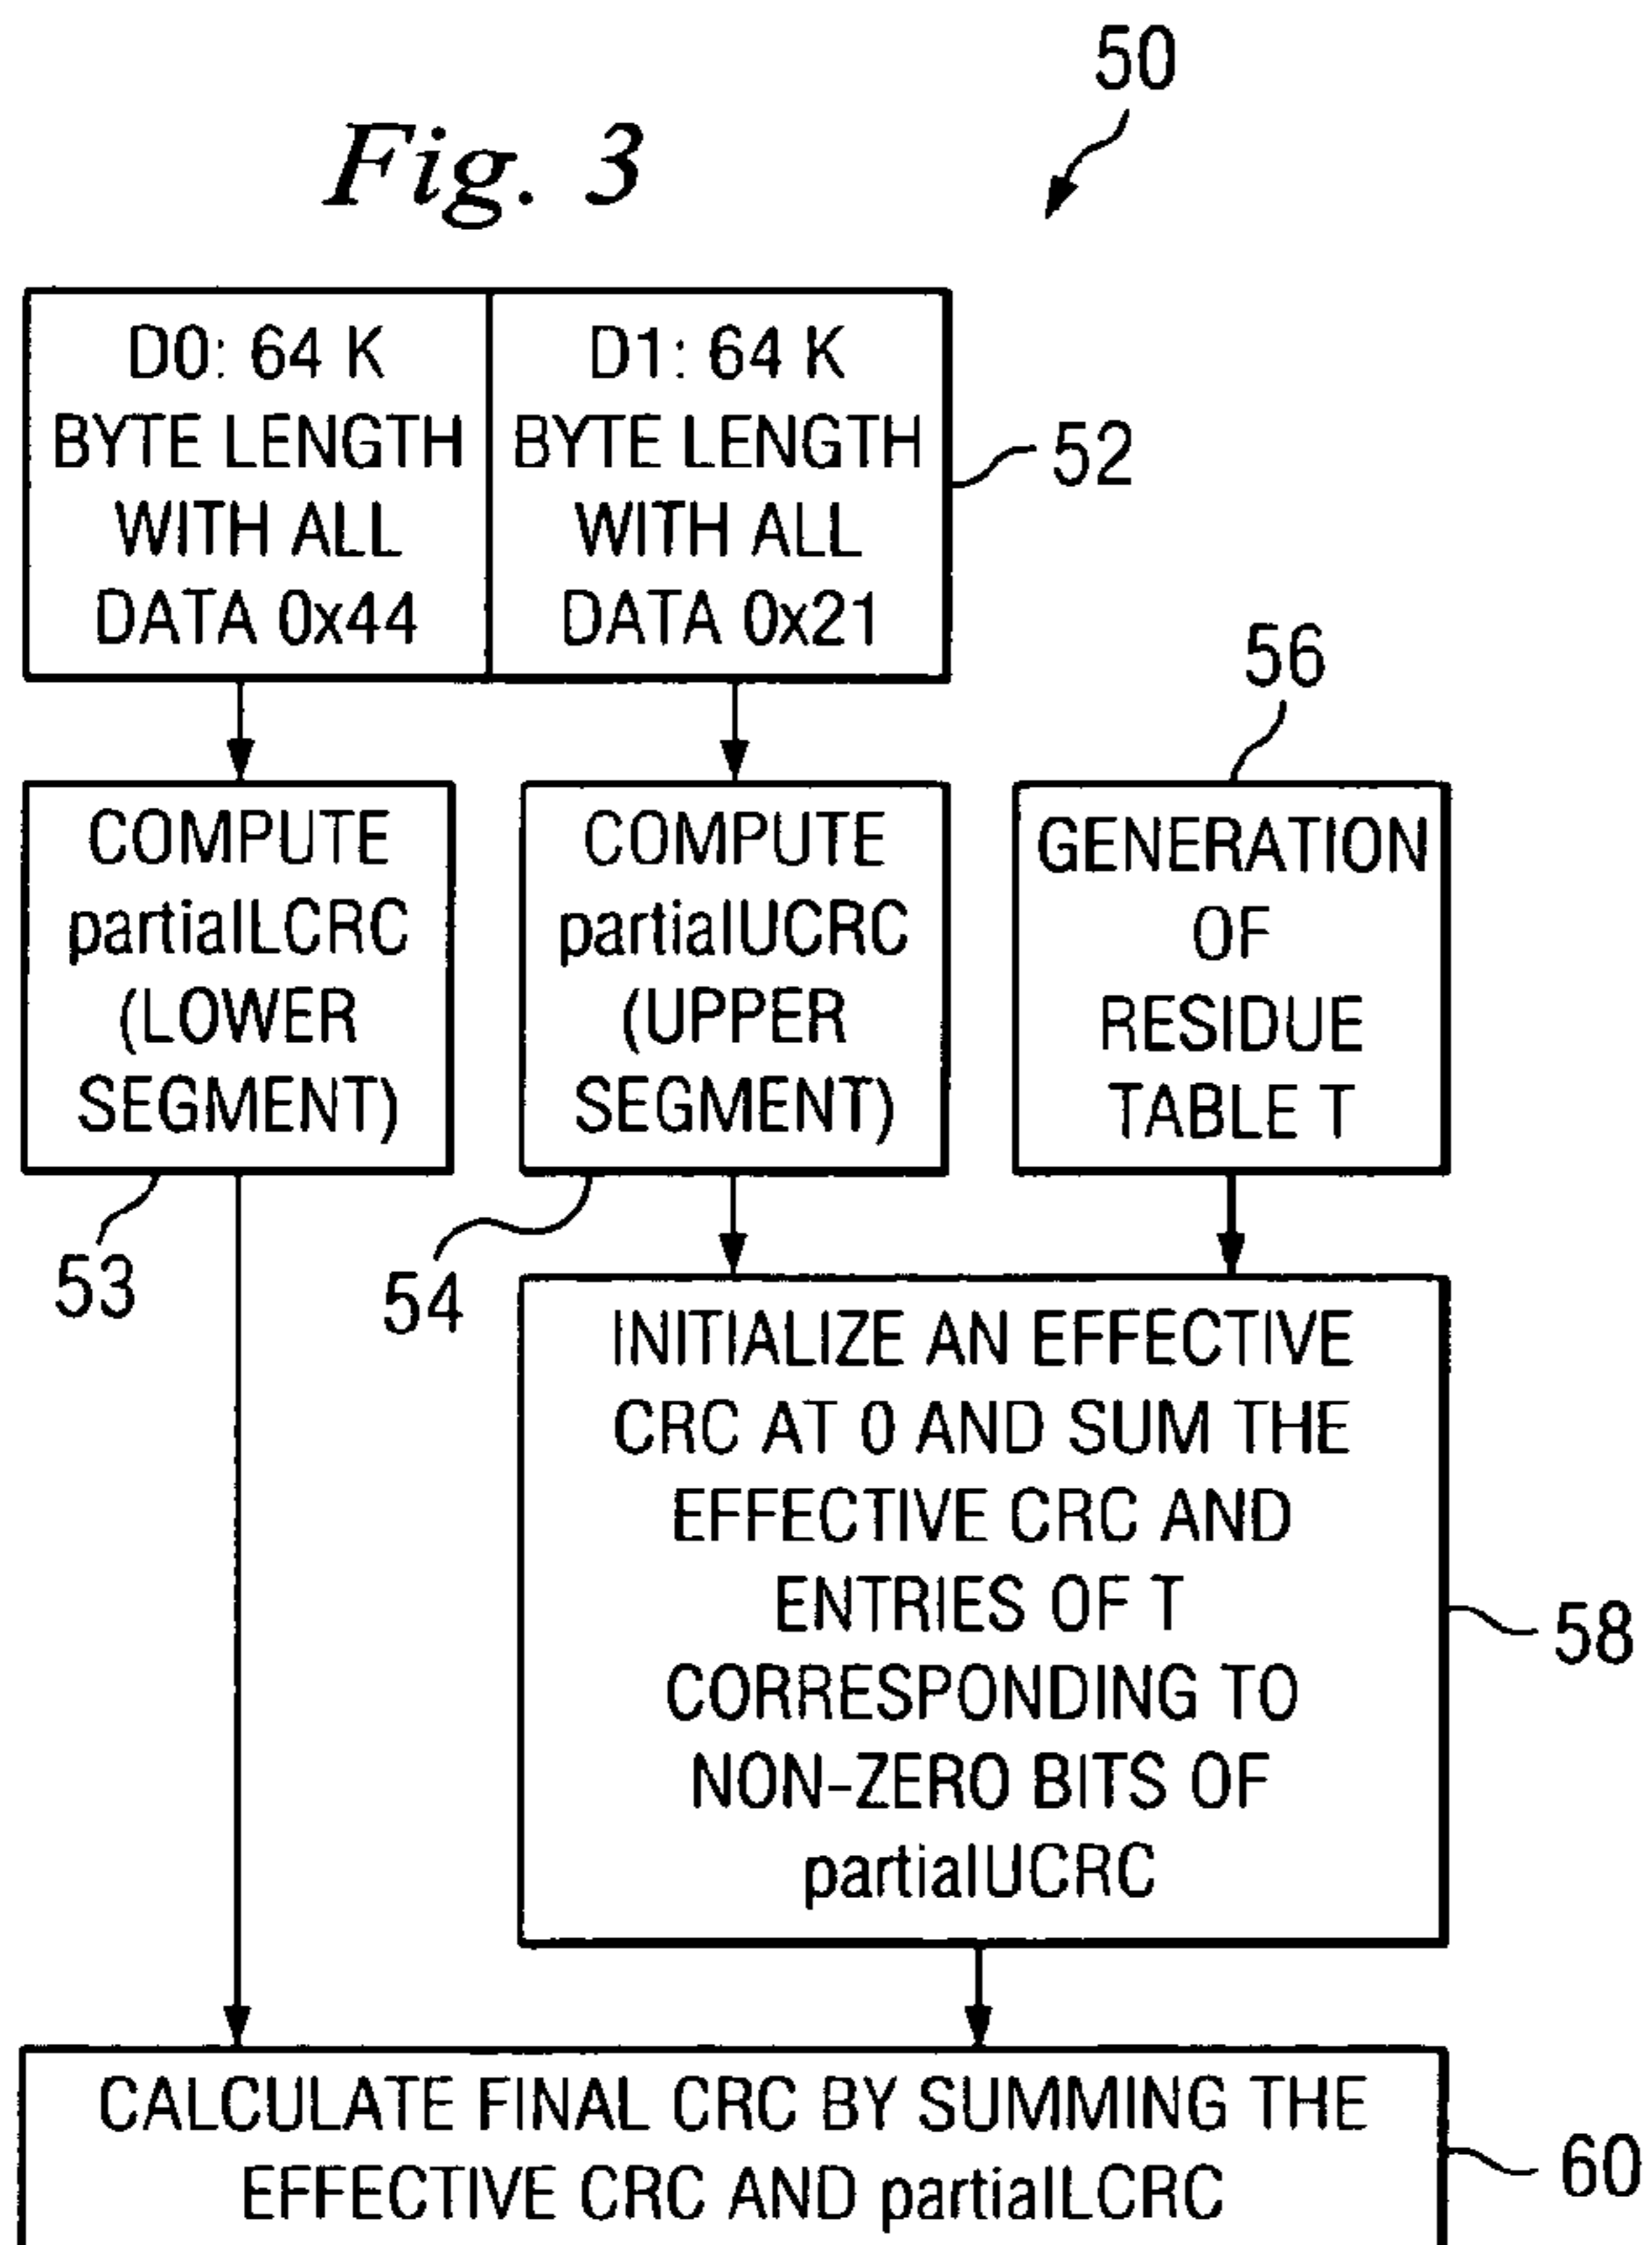 50
Fig. 3
D0: 64 K
BYTE LENGTH
WITH ALL
DATA 0x44
D1: 64 K
BYTE LENGTH
WITH ALL
DATA 0x21
52
56
COMPUTE
partialLCRC
(LOWER
SEGMENT)
COMPUTE
partialUCRC
(UPPER
SEGMENT)
GENERATION
OF
RESIDUE
TABLE T
53
54
INITIALIZE AN EFFECTIVE
CRC AT 0 AND SUM THE
EFFECTIVE CRC AND
ENTRIES OF T
CORRESPONDING TO
NON-ZERO BITS OF
partialUCRC
58
CALCULATE FINAL CRC BY SUMMING THE
EFFECTIVE CRC AND partialLCRC
60